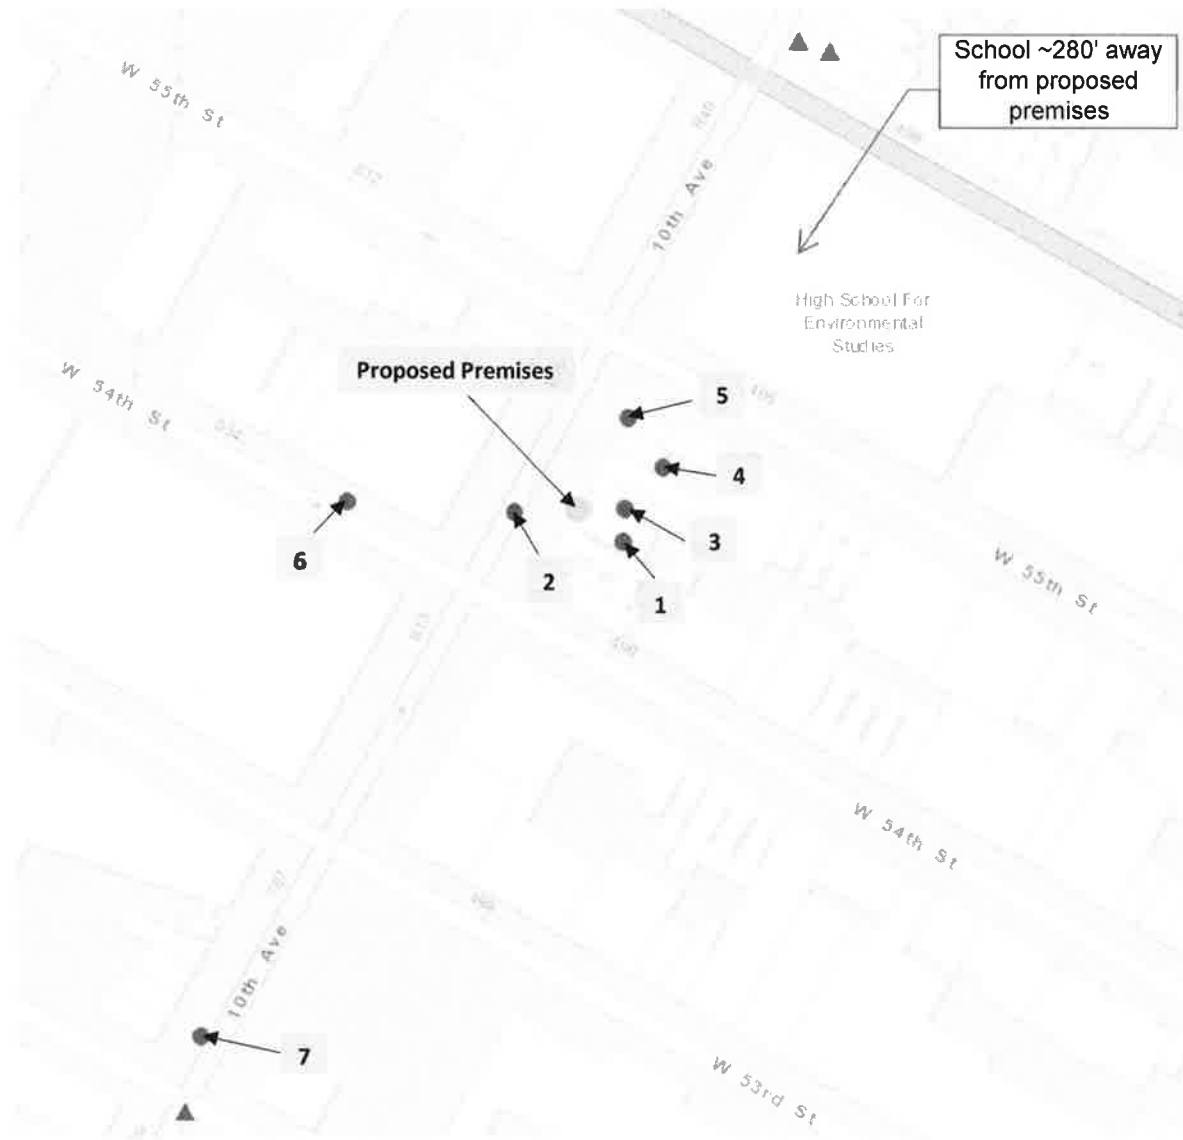 School ~280' away
from proposed
premises
W 55th St
10th Ave
High School For
Environmental
Studies
Proposed Premises
W 54th St
5
4
3
6
2
1
W 55th St
W 54th St
10th Ave
7
W 53rd St